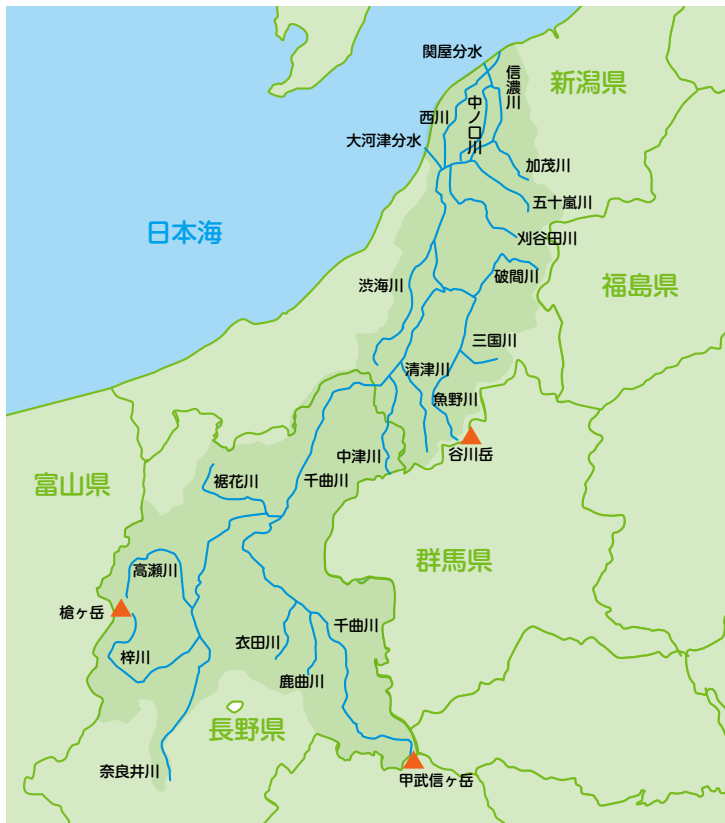 関屋分水
信濃川
新潟県
中ノ口川
西川
大河津分水
加茂川
五十嵐川
刈谷田川
日本海
破間川
渋海川
福島県
三国川
清津川
魚野川
谷川岳
中津川
千曲川
裾花川
富山県
群馬県
高瀬川
槍ヶ岳
千曲川
衣田川
梓川
鹿曲川
長野県
奈良井川
甲武信ヶ岳